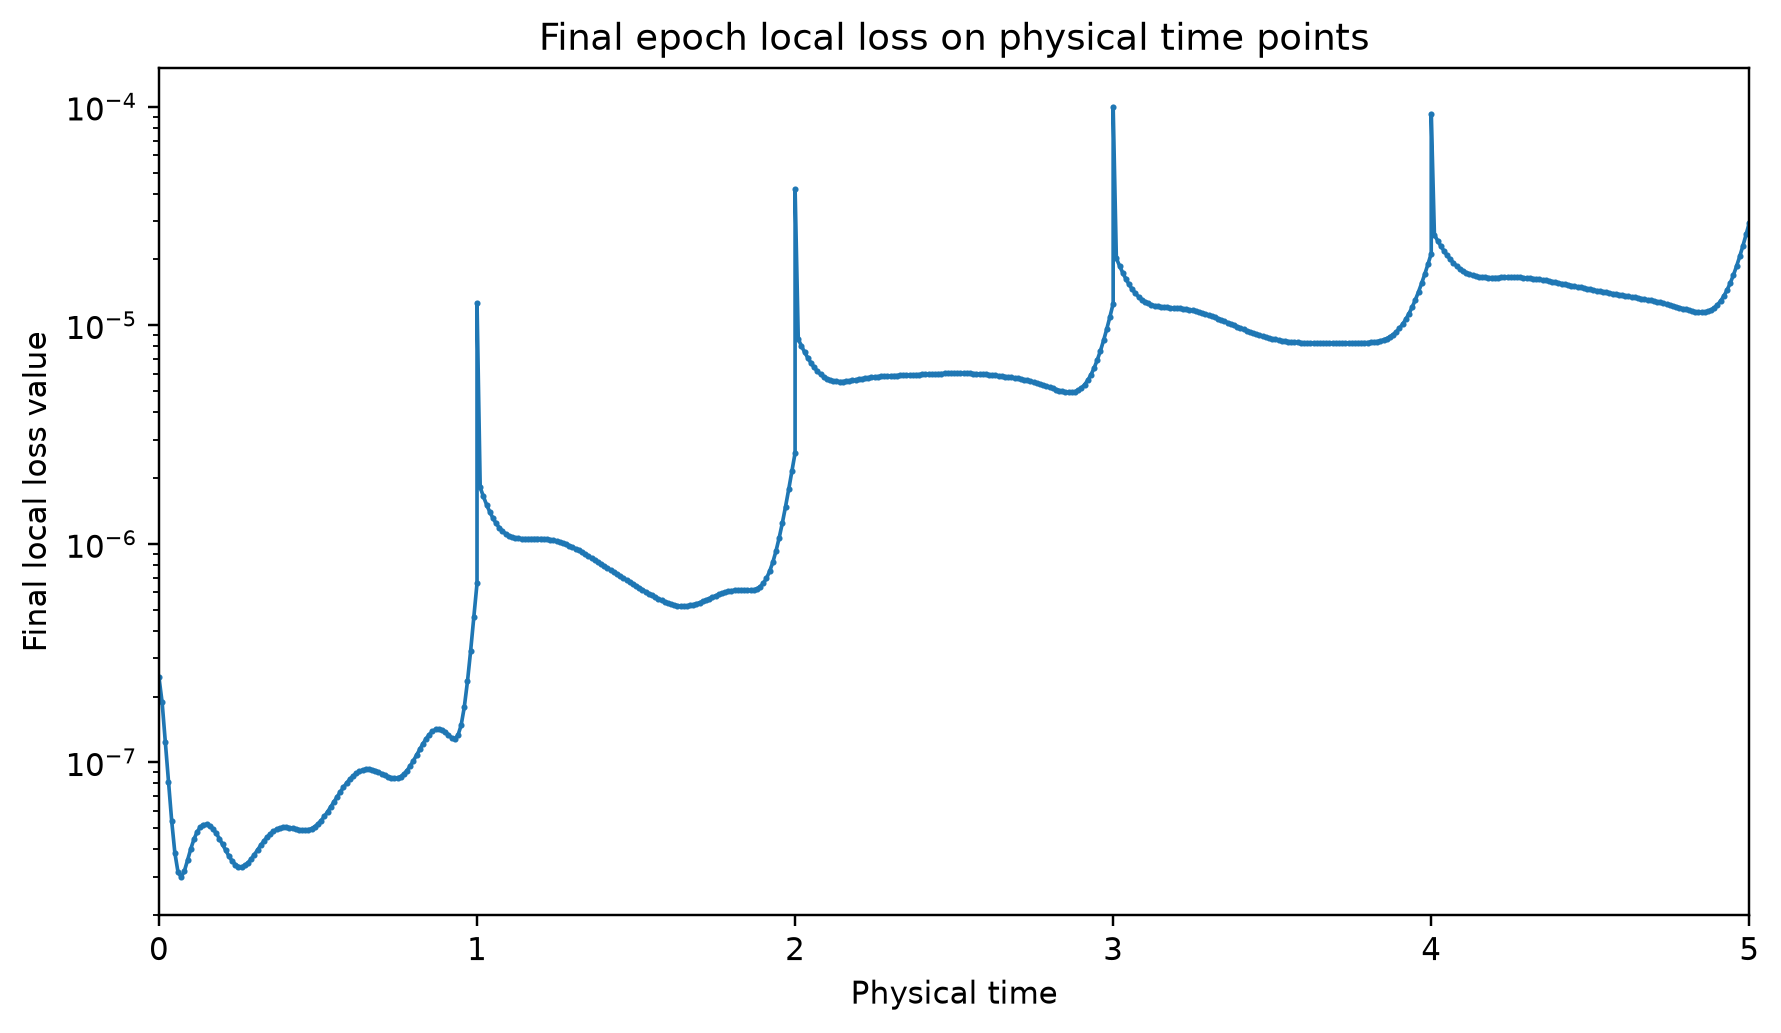 Final epoch local loss on physical time points
Final local loss value
10⁻⁴
10⁻⁵
10⁻⁶
10⁻⁷
0 1 2 3 4 5
Physical time